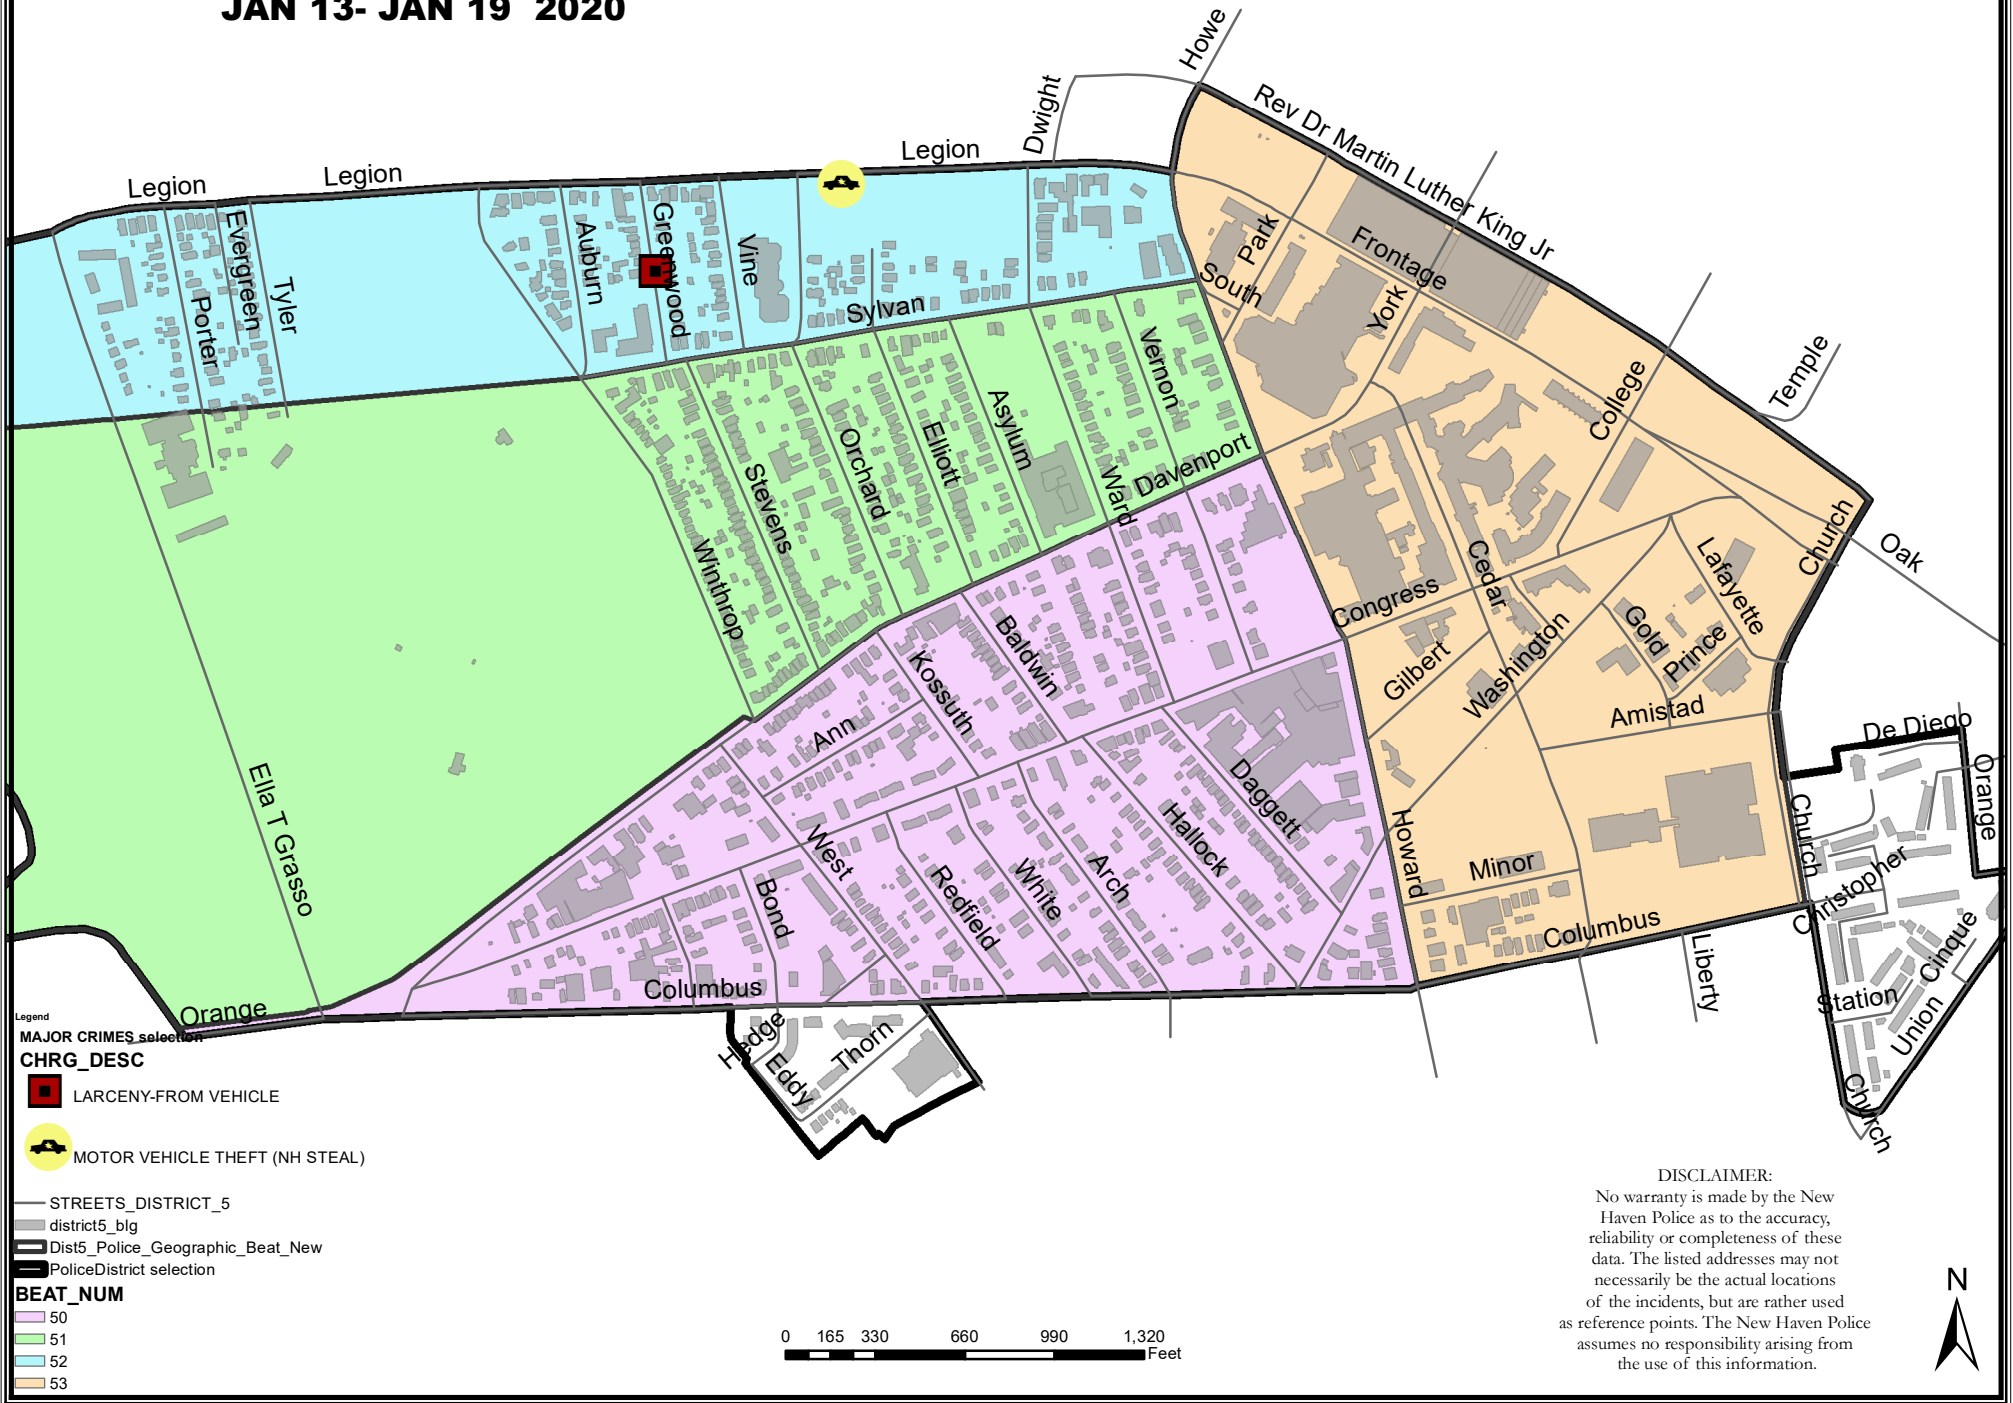 JAN 13- JAN 19 2020
Howe
Rev Dr Martin Luther King Jr
Dwight
Legion
Legion
Legion
Evergreen
Porter
Tyler
Auburn
Greenwood
Vine
Sylvan
Park
South
York
Frontage
College
Temple
Church
Oak
Vernon
Davenport
Ward
Asylum
Elliott
Orchard
Stevens
Winthrop
Congress
Cedar
Lafayette
Gold
Prince
Washington
Gilbert
Amistad
Baldwin
Kossuth
Ann
De Diego
Orange
Ella T Grasso
Daggett
Hallock
Howard
Minor
Church
Christopher
West
Bond
Redfield
White
Arch
Columbus
Columbus
Liberty
Cinque
Station
Union
Church
Orange
Hedge
Eddy
Thorn
Legend
MAJOR CRIMES selection
CHRG_DESC
LARCENY-FROM VEHICLE
MOTOR VEHICLE THEFT (NH STEAL)
STREETS_DISTRICT_5
district5_blg
Dist5_Police_Geographic_Beat_New
PoliceDistrict selection
BEAT_NUM
50
51
52
53
0 165 330 660 990 1,320
Feet
DISCLAIMER:
No warranty is made by the New
Haven Police as to the accuracy,
reliability or completeness of these
data. The listed addresses may not
necessarily be the actual locations
of the incidents, but are rather used
as reference points. The New Haven Police
assumes no responsibility arising from
the use of this information.
N